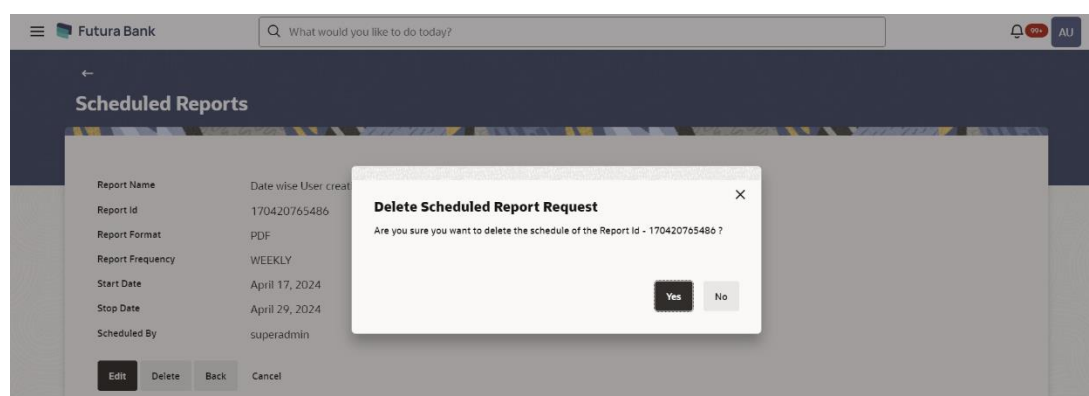 Futura Bank
What would you like to do today?
99+
AU
Scheduled Reports
Report Name Date wise User creat
Report Id 170420765486
Report Format PDF
Report Frequency WEEKLY
Start Date April 17, 2024
Stop Date April 29, 2024
Scheduled By superadmin
Edit Delete Back Cancel
Delete Scheduled Report Request
Are you sure you want to delete the schedule of the Report Id - 170420765486 ?
Yes No